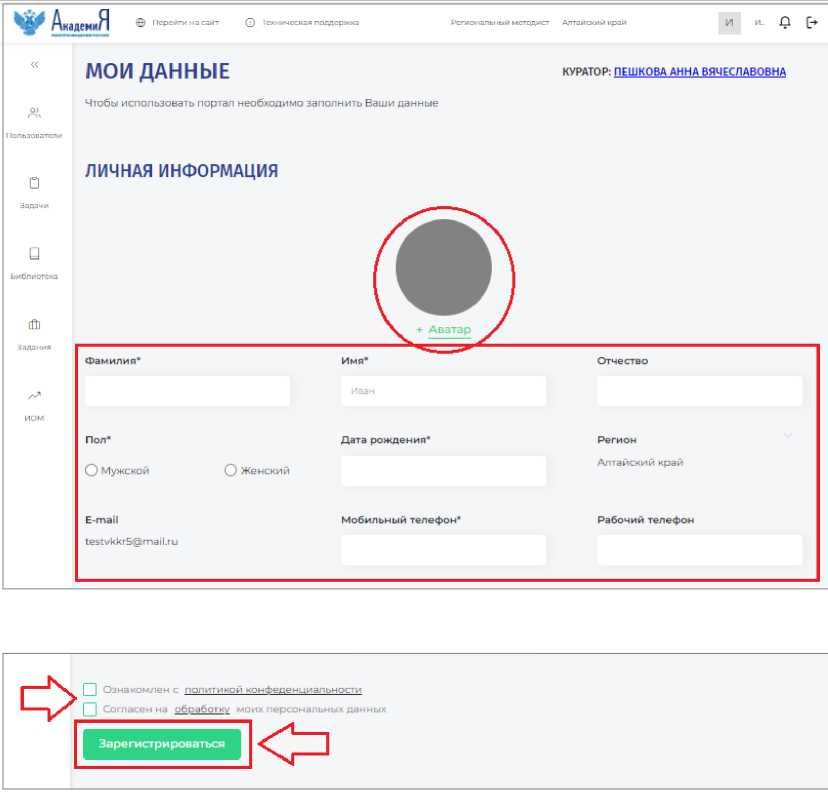 АкадемиЯ
Перейти на сайт
Техническая поддержка
Региональный методист
Алтайский край
И
И.
МОИ ДАННЫЕ
КУРАТОР: ПЕШКОВА АННА ВЯЧЕСЛАВОВНА
Чтобы использовать портал необходимо заполнить Ваши данные
Пользователи
Задачи
Библиотека
Задания
ИОМ
ЛИЧНАЯ ИНФОРМАЦИЯ
+ Аватар
Фамилия*
Имя*
Отчество
Иван
Пол*
Дата рождения*
Регион
Мужской
Женский
Алтайский край
E-mail
Мобильный телефон*
Рабочий телефон
testvkkr5@mail.ru
Ознакомлен с политикой конфеденциальности
Согласен на обработку моих персональных данных
Зарегистрироваться